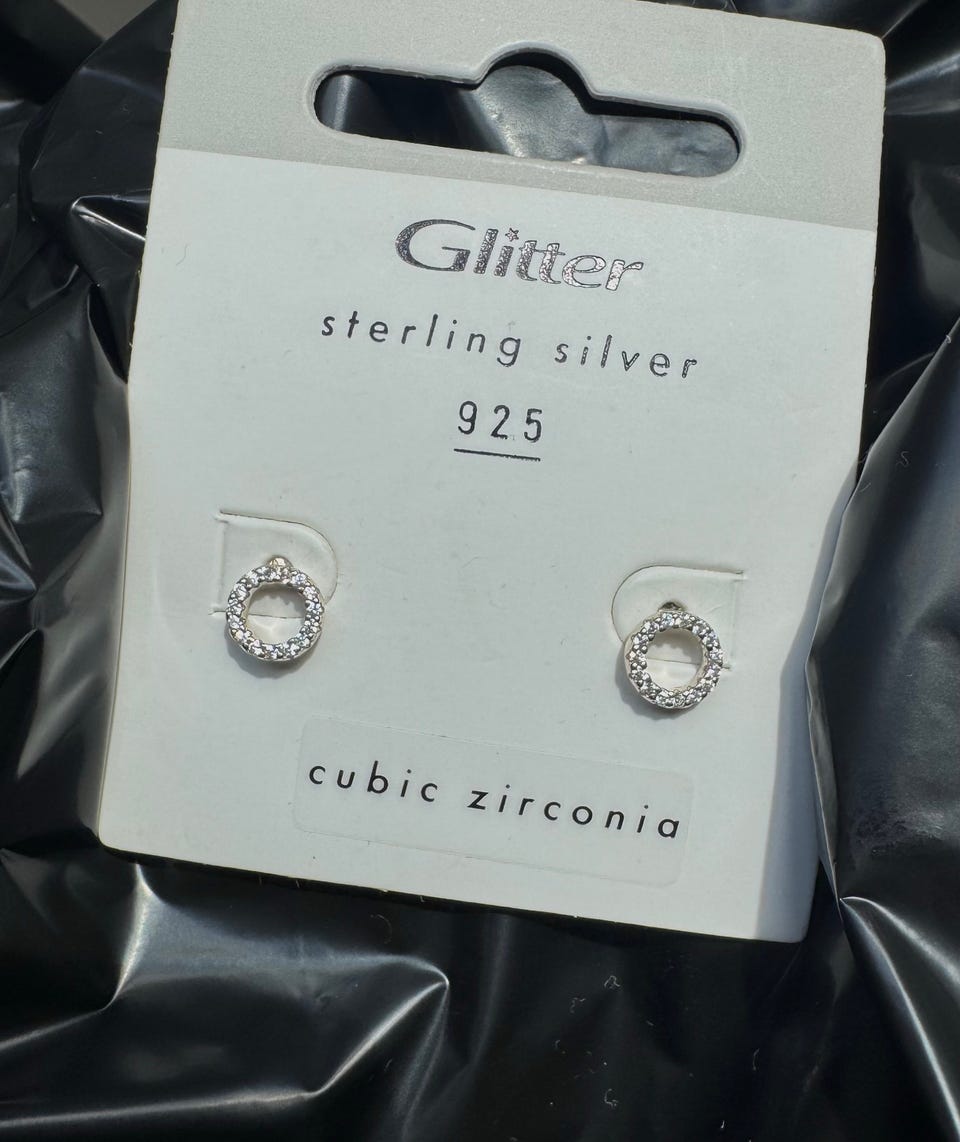 Glitter
sterling silver
925
cubic zirconia